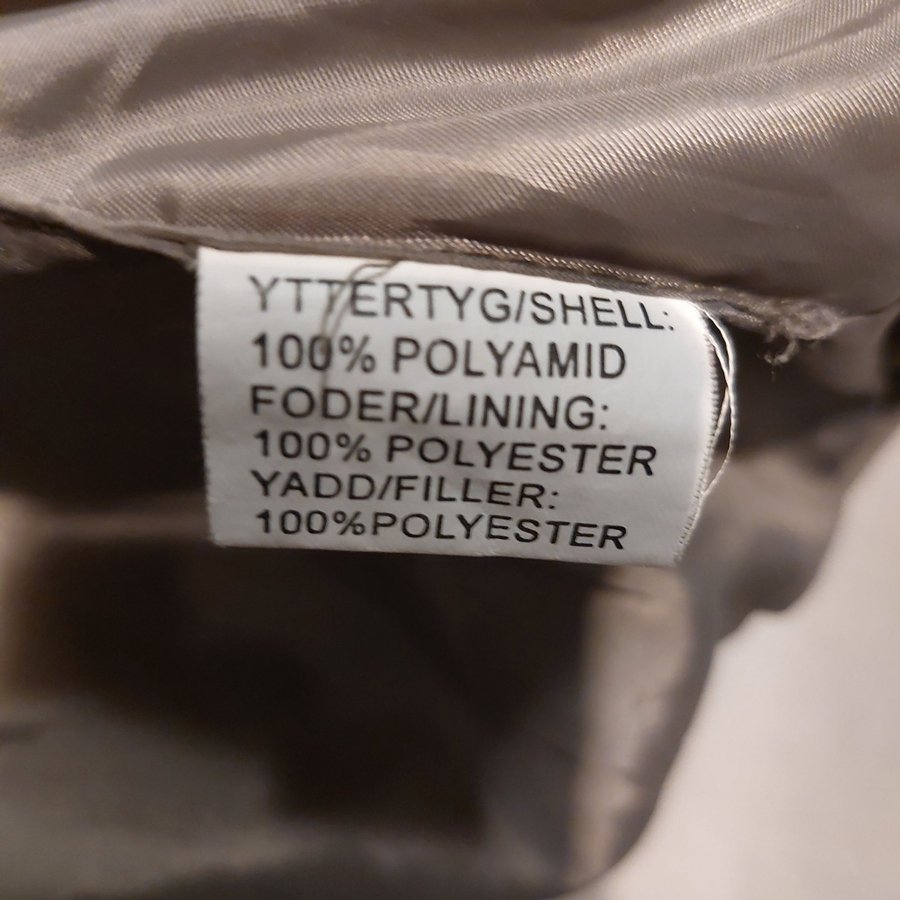 YTTERTYG/SHELL:
100% POLYAMID
FODER/LINING:
100% POLYESTER
YADD/FILLER:
100%POLYESTER